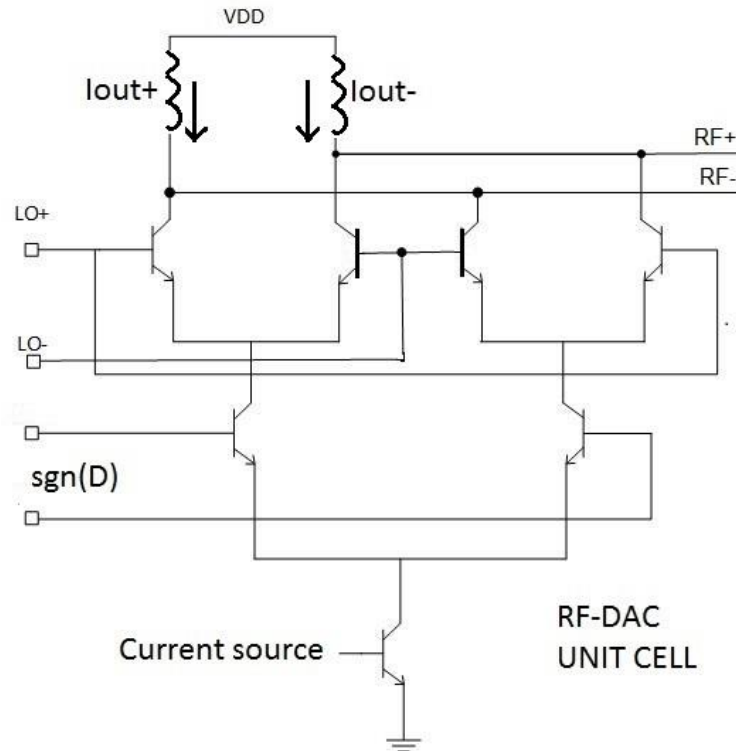 VDD
Iout+
Iout-
RF+
RF-
LO+
LO-
sgn(D)
Current source
RF-DAC
UNIT CELL